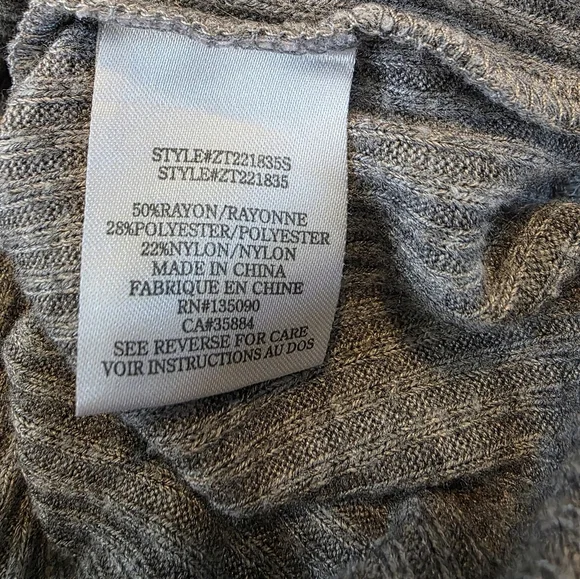 STYLE#ZT221835S
STYLE#ZT221835
50%RAYON/RAYONNE
28%POLYESTER/POLYESTER
22%NYLON/NYLON
MADE IN CHINA
FABRIQUE EN CHINE
RN#135090
CA#35884
SEE REVERSE FOR CARE
VOIR INSTRUCTIONS AU DOS